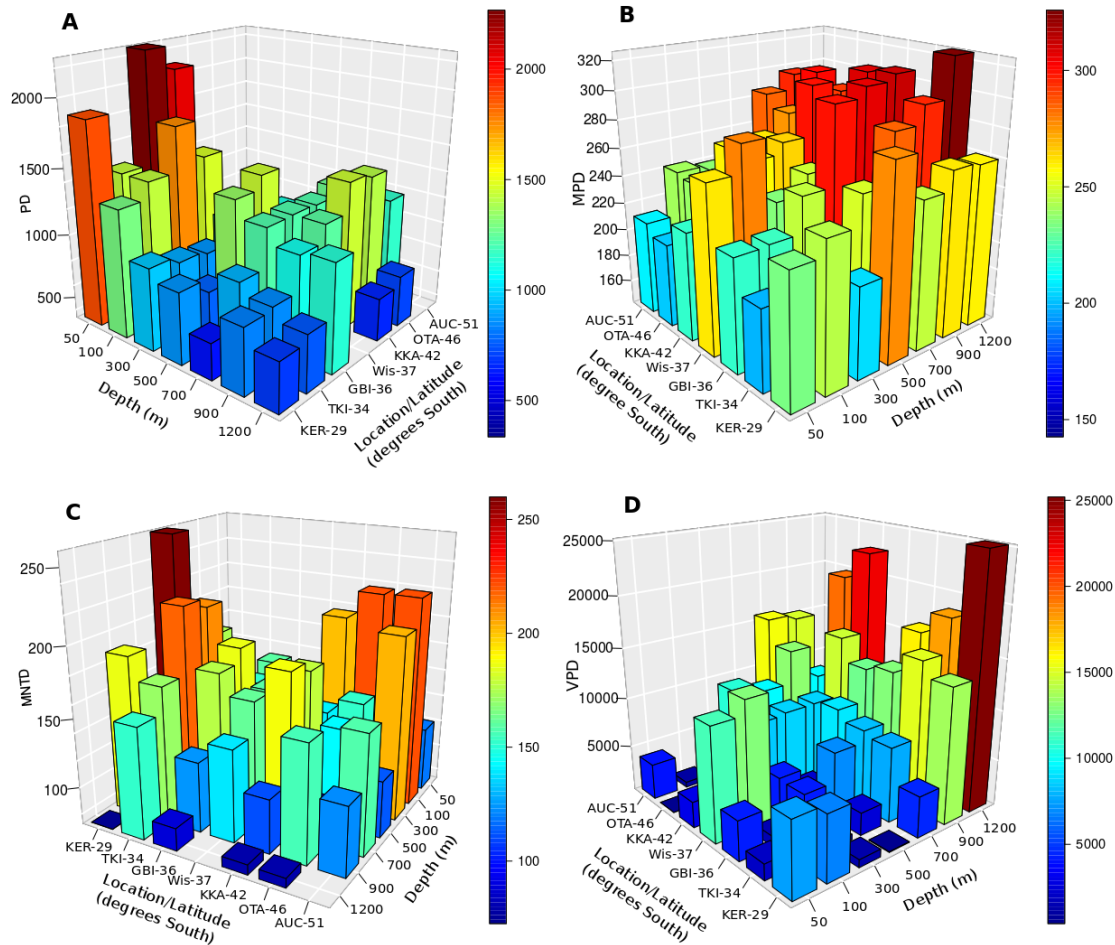 A
PD
2000
1500
1000
500
50
100
300
500
700
900
1200
Depth (m)
KER-29
TKI-34
GBI-36
Wis-37
KKA-42
OTA-46
AUC-51
Location/Latitude
(degrees South)
2000
1500
1000
500
B
MPD
320
300
280
260
240
220
200
180
160
AUC-51
OTA-46
KKA-42
Wis-37
GBI-36
TKI-34
KER-29
Location/Latitude
(degree South)
50
100
300
500
700
900
1200
Depth (m)
300
250
200
150
C
MNTD
250
200
150
100
KER-29
TKI-34
GBI-36
Wis-37
KKA-42
OTA-46
AUC-51
Location/Latitude
(degrees South)
50
100
300
500
700
900
1200
Depth (m)
250
200
150
100
D
VPD
25000
20000
15000
10000
5000
AUC-51
OTA-46
KKA-42
Wis-37
GBI-36
TKI-34
KER-29
Location/Latitude
(degrees South)
50
100
300
500
700
900
1200
Depth (m)
25000
20000
15000
10000
5000